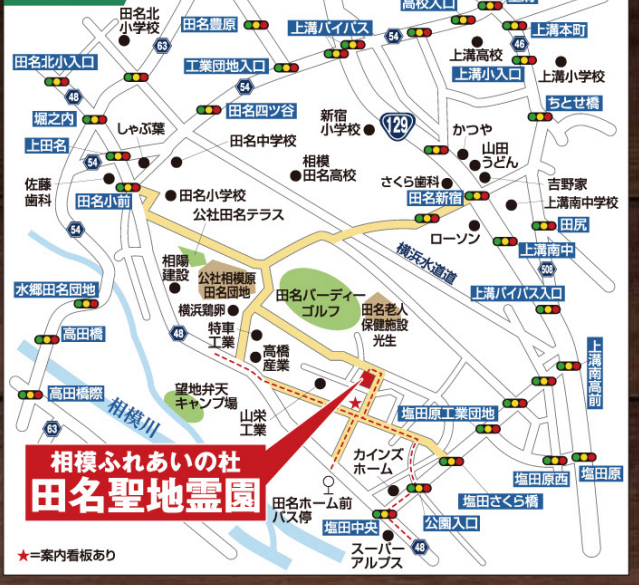 高校入口
田名北
小学校
田名豊原
上溝バイパス
54
上溝本町
63
上溝高校
46
田名北小入口
工業団地入口
上溝小入口
上溝小学校
48
54
ちとせ橋
堀之内
しゃぶ葉
田名四ツ谷
新宿
小学校
129
かつや
上田名
田名中学校
山田
うどん
54
相模
田名高校
佐藤
歯科
さくら歯科
吉野家
田名小前
田名小学校
田名新宿
上溝南中学校
公社田名テラス
ローソン
田尻
54
上溝南中
相陽
建設
公社相模原
田名団地
横浜水道道
508
水郷田名団地
田名バーディー
ゴルフ
上溝バイパス入口
横浜鶏卵
田名老人
保健施設
光生
高田橋
48
特車
工業
高橋
産業
上溝南高前
高田橋際
望地弁天
キャンプ場
相模川
塩田原工業団地
63
山栄
工業
★
カインズ
ホーム
相模ふれあいの杜
田名聖地霊園
塩田原西
塩田原
田名ホーム前
バス停
塩田さくら橋
塩田中央
公園入口
★=案内看板あり
スーパー
アルプス
48